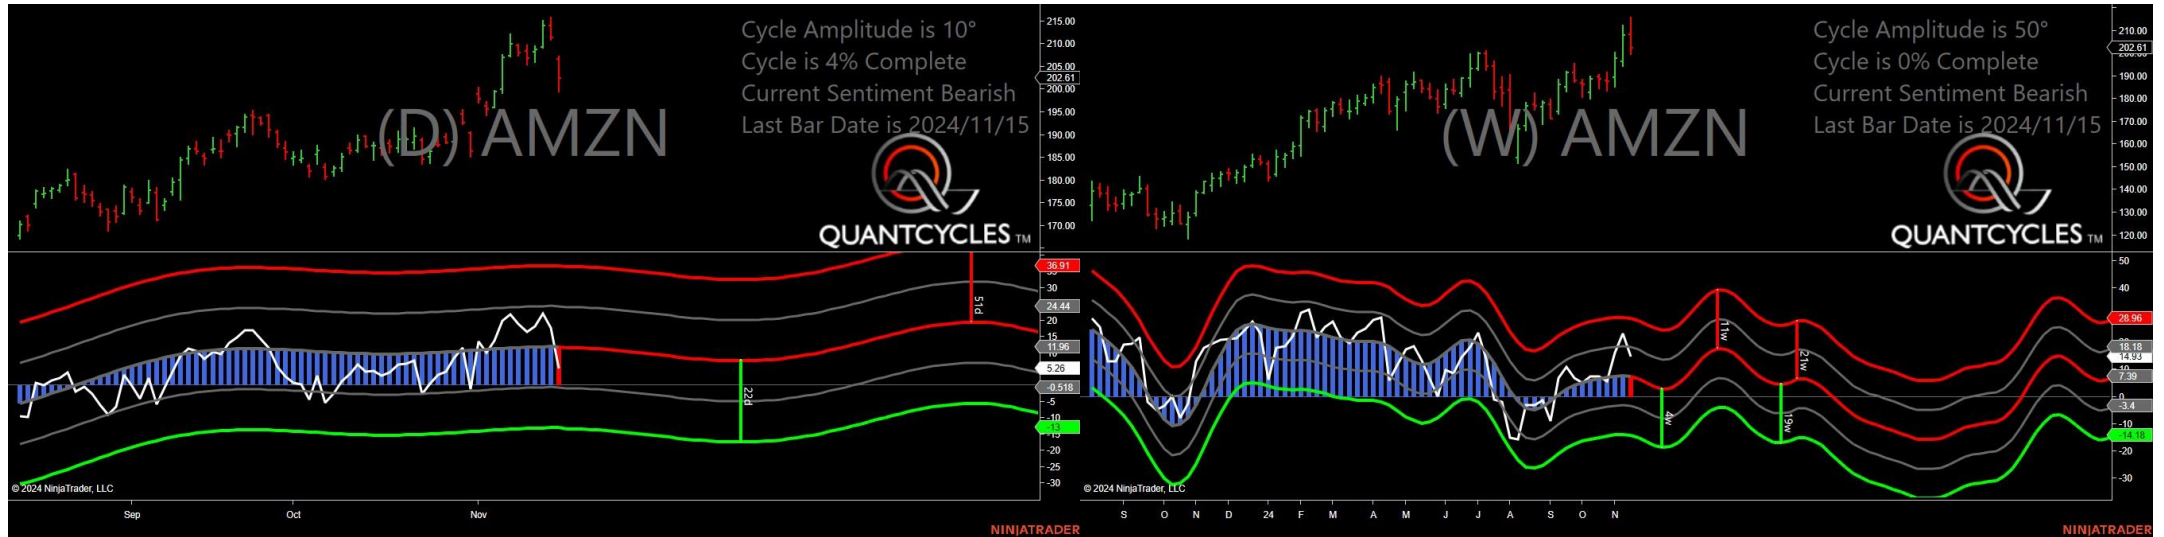 Cycle Amplitude is 10°
Cycle is 4% Complete
Current Sentiment Bearish
Last Bar Date is 2024/11/15
(D) AMZN
QUANTCYCLES TM
215.00
210.00
205.00
202.61
200.00
195.00
190.00
185.00
180.00
175.00
170.00
36.91
30
24.44
20
15
11.96
5.26
-0.518
-5
-10
-13
-15
-20
-25
-30
51d
22d
© 2024 NinjaTrader, LLC
Sep Oct Nov
NINJATRADER
Cycle Amplitude is 50°
Cycle is 0% Complete
Current Sentiment Bearish
Last Bar Date is 2024/11/15
(W) AMZN
QUANTCYCLES TM
210.00
202.61
190.00
180.00
170.00
160.00
150.00
140.00
130.00
120.00
50
40
28.96
18.18
14.93
7.39
0
-3.4
-10
-14.18
-20
-30
11w
21w
4w
19w
© 2024 NinjaTrader, LLC
S O N D 24 F M A M J J A S O N
NINJATRADER